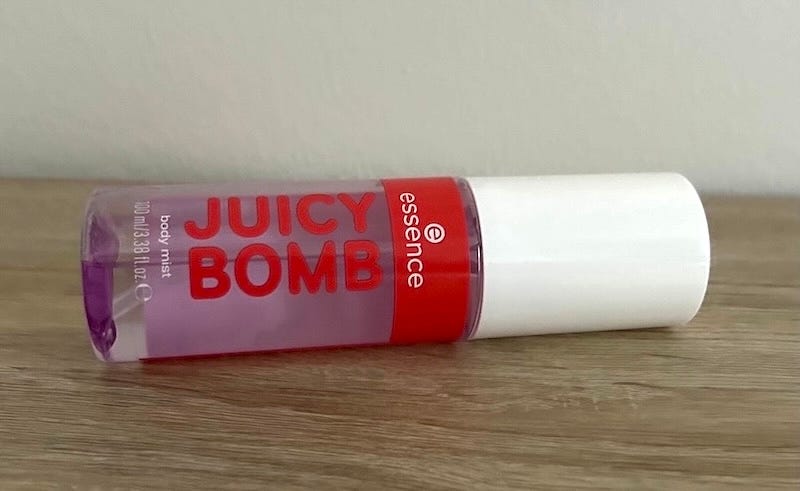 essence
JUICY
BOMB
body mist
100 ml/3.38 fl.oz. e